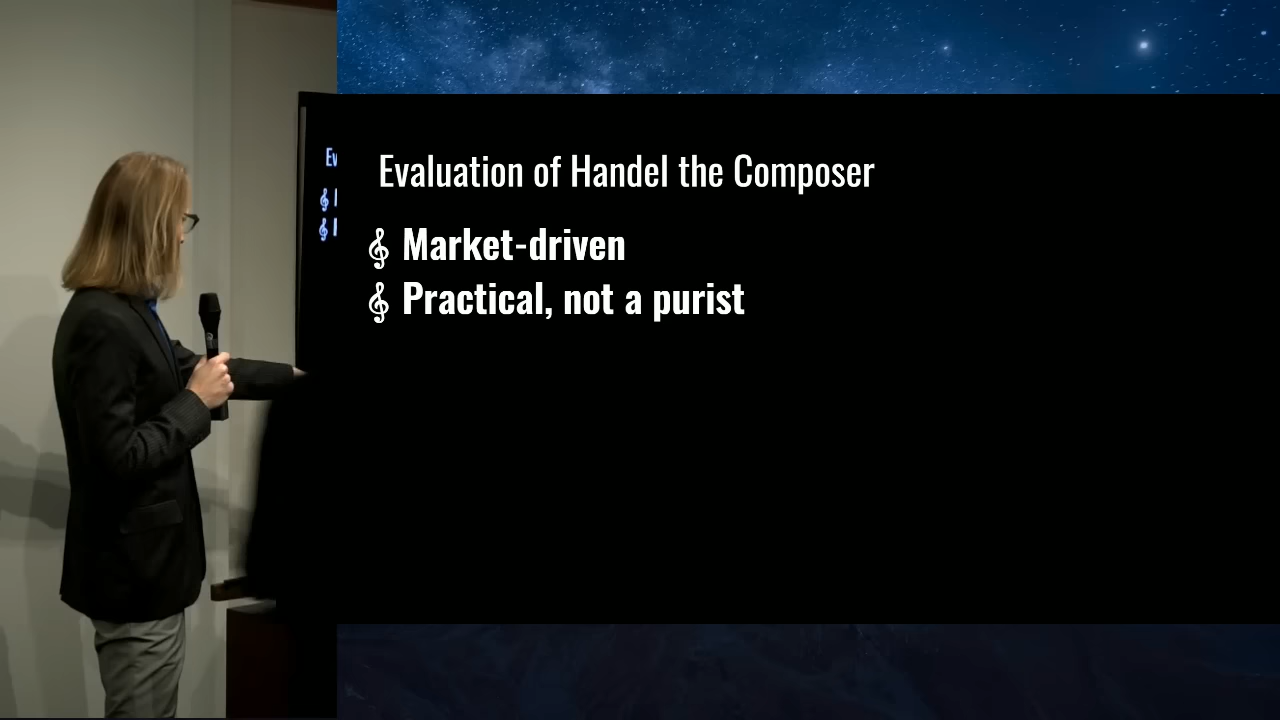 Evaluation of Handel the Composer
Market-driven
Practical, not a purist